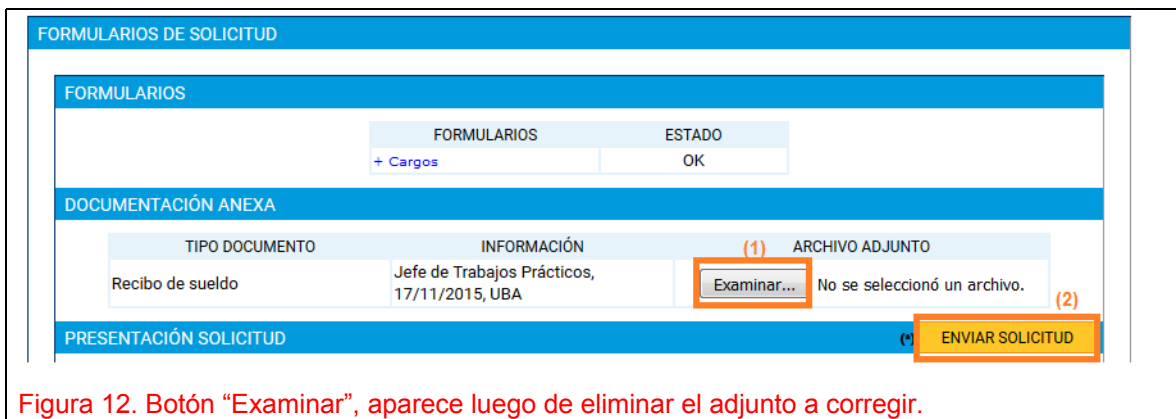 FORMULARIOS DE SOLICITUD
FORMULARIOS
FORMULARIOS ESTADO
+ Cargos OK
DOCUMENTACIÓN ANEXA
TIPO DOCUMENTO INFORMACIÓN (1) ARCHIVO ADJUNTO
Recibo de sueldo Jefe de Trabajos Prácticos, Examinar... No se seleccionó un archivo.
17/11/2015, UBA
(2)
PRESENTACIÓN SOLICITUD (*) ENVIAR SOLICITUD
Figura 12. Botón “Examinar”, aparece luego de eliminar el adjunto a corregir.